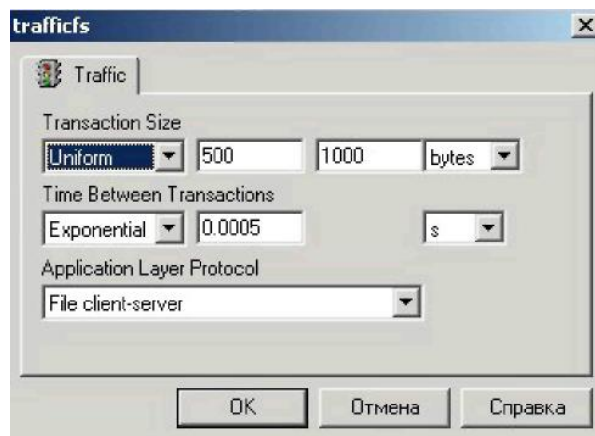 trafficfs
Traffic
Transaction Size
Uniform 500 1000 bytes
Time Between Transactions
Exponential 0.0005 s
Application Layer Protocol
File client-server
OK Отмена Справка